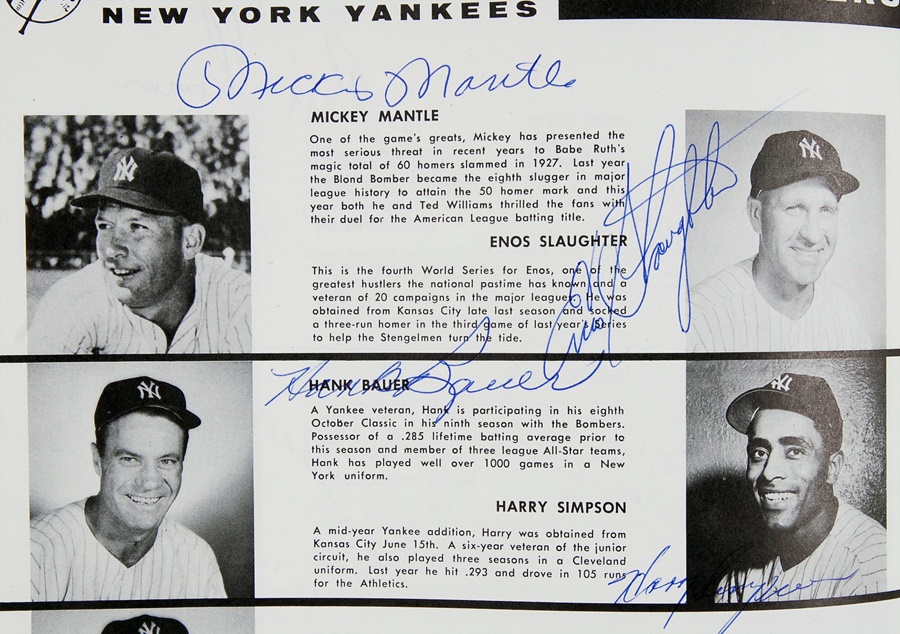 NEW YORK YANKEES
Mickey Mantle
MICKEY MANTLE
One of the game's greats, Mickey has presented the
most serious threat in recent years to Babe Ruth's
magic total of 60 homers slammed in 1927. Last year
the Blond Bomber became the eighth slugger in major
league history to attain the 50 homer mark and this
year both he and Ted Williams thrilled the fans with
their duel for the American League batting title.
Enos Slaughter
ENOS SLAUGHTER
This is the fourth World Series for Enos, one of the
greatest hustlers the national pastime has known and a
veteran of 20 campaigns in the major leagues. He was
obtained from Kansas City late last season and socked
a three-run homer in the third game of last year's Series
to help the Stengelmen turn the tide.
Hank Bauer
HANK BAUER
A Yankee veteran, Hank is participating in his eighth
October Classic in his ninth season with the Bombers.
Possessor of a .285 lifetime batting average prior to
this season and member of three league All-Star teams,
Hank has played well over 1000 games in a New
York uniform.
HARRY SIMPSON
A mid-year Yankee addition, Harry was obtained from
Kansas City June 15th. A six-year veteran of the junior
circuit, he also played three seasons in a Cleveland
uniform. Last year he hit .293 and drove in 105 runs
for the Athletics.
Harry Simpson